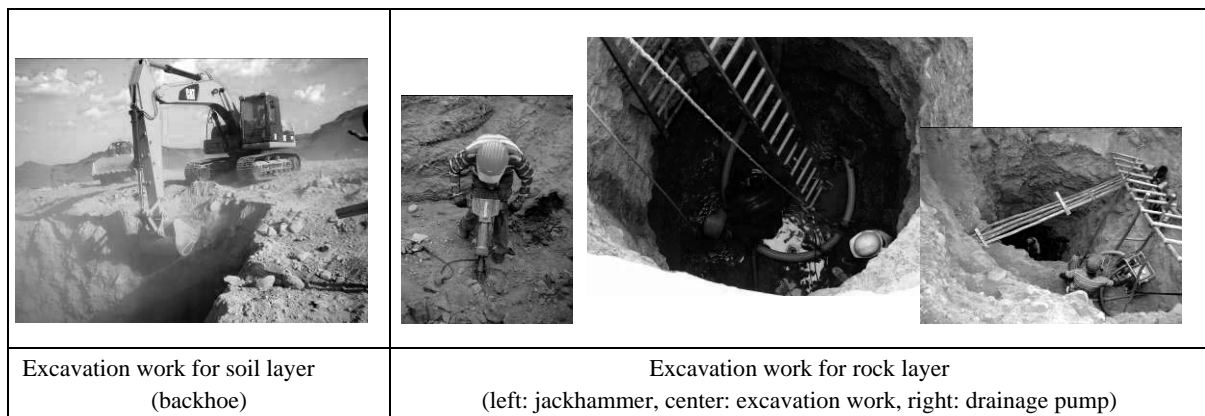 CAT
Excavation work for soil layer
(backhoe)
Excavation work for rock layer
(left: jackhammer, center: excavation work, right: drainage pump)